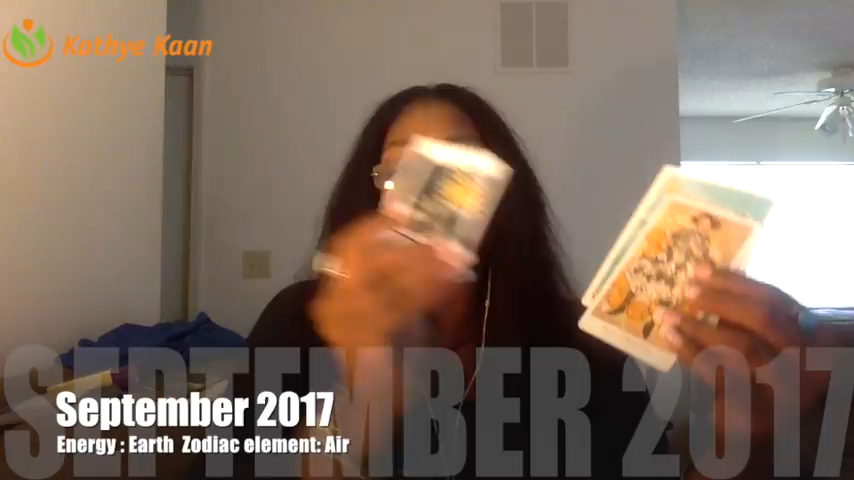 Kathye Kaan
SEPTEMBER 2017
September 2017
Energy : Earth Zodiac element: Air